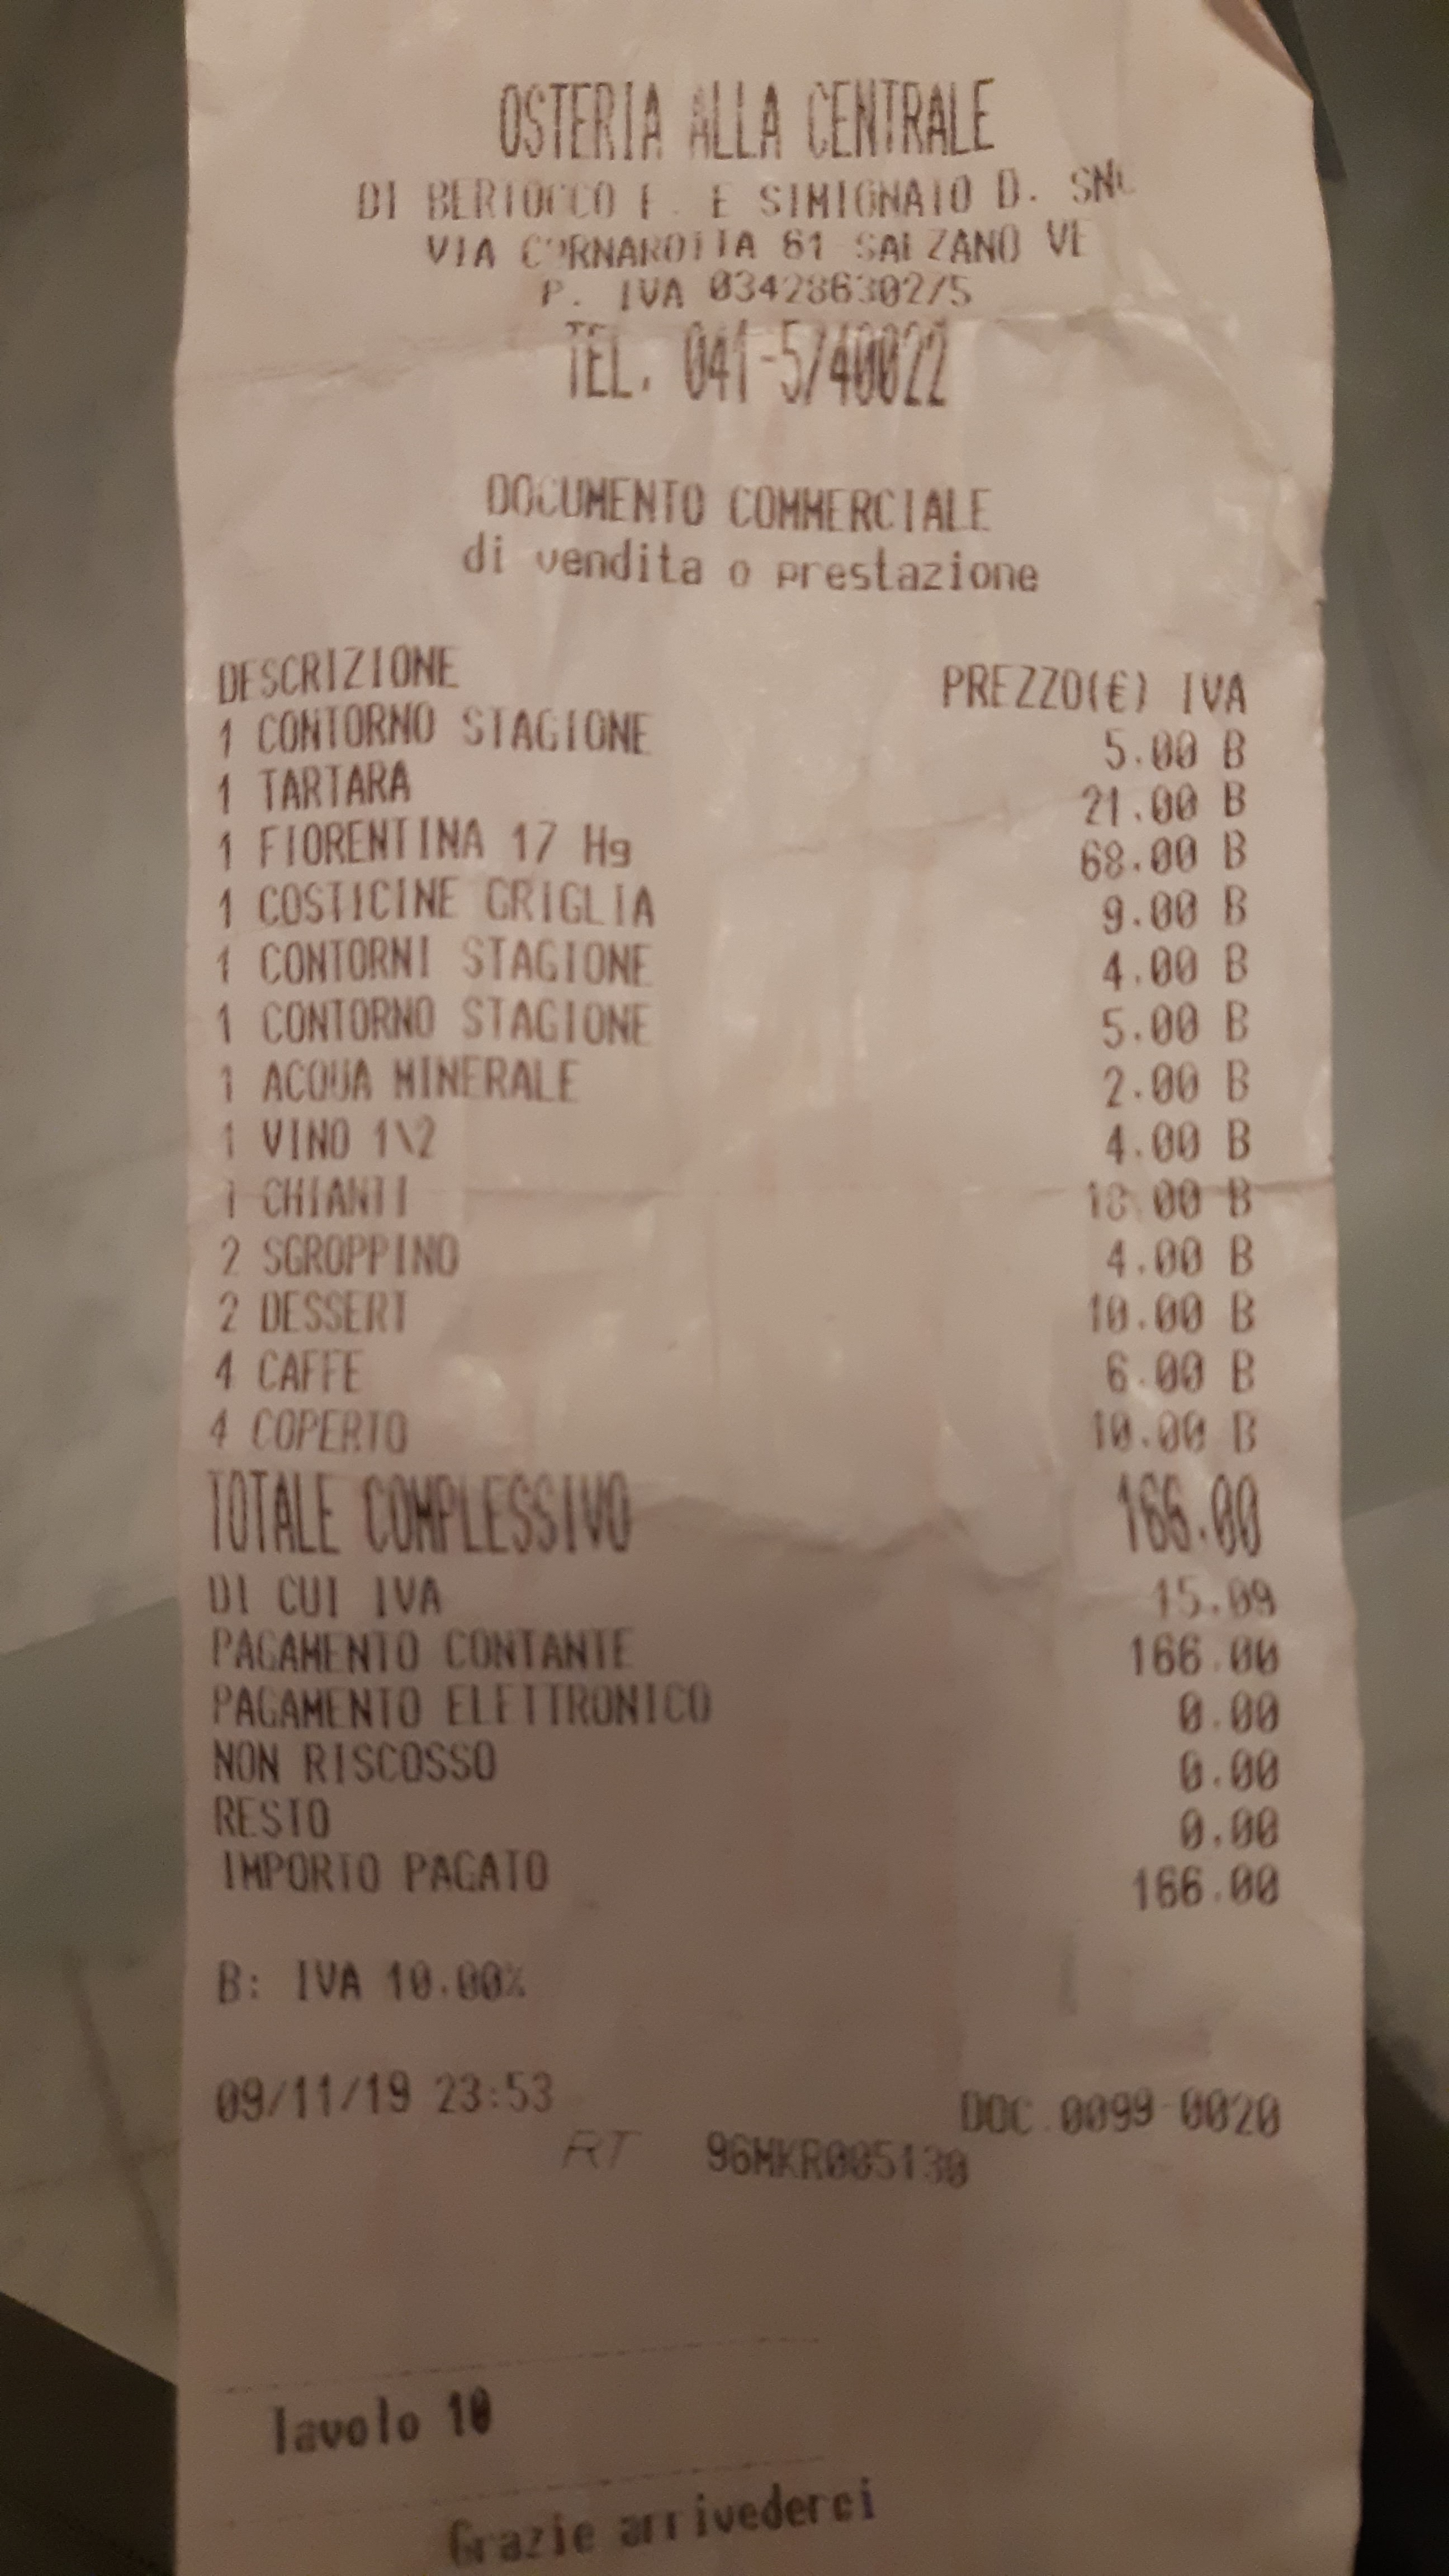 OSTERIA ALLA CENTRALE
DI BERTOCCO F. E SIMIONATO D. SNC
VIA CORNAROTTA 61 SALZANO VE
P. IVA 03428630275
TEL. 041-5740022
DOCUMENTO COMMERCIALE
di vendita o prestazione
DESCRIZIONE PREZZO(€) IVA
1 CONTORNO STAGIONE 5.00 B
1 TARTARA 21.00 B
1 FIORENTINA 17 Hg 68.00 B
1 COSTICINE GRIGLIA 9.00 B
1 CONTORNI STAGIONE 4.00 B
1 CONTORNO STAGIONE 5.00 B
1 ACQUA MINERALE 2.00 B
1 VINO 1\2 4.00 B
1 CHIANTI 18.00 B
2 SGROPPINO 4.00 B
2 DESSERT 10.00 B
4 CAFFE 6.00 B
4 COPERTO 10.00 B
TOTALE COMPLESSIVO 166.00
DI CUI IVA 15.09
PAGAMENTO CONTANTE 166.00
PAGAMENTO ELETTRONICO 0.00
NON RISCOSSO 0.00
RESTO 0.00
IMPORTO PAGATO 166.00
B: IVA 10.00%
09/11/19 23:53 DOC.0099-0020
RT 96MKR005130
Tavolo 10
Grazie arrivederci